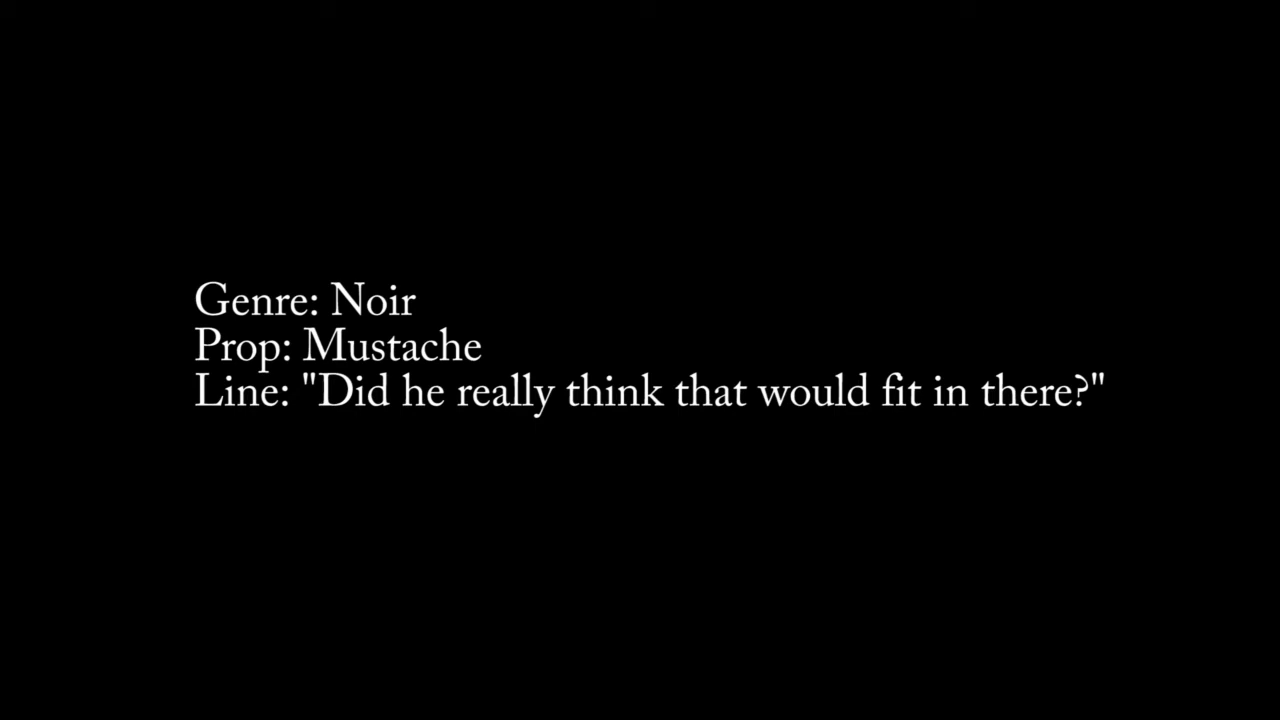 Genre: Noir
Prop: Mustache
Line: "Did he really think that would fit in there?"